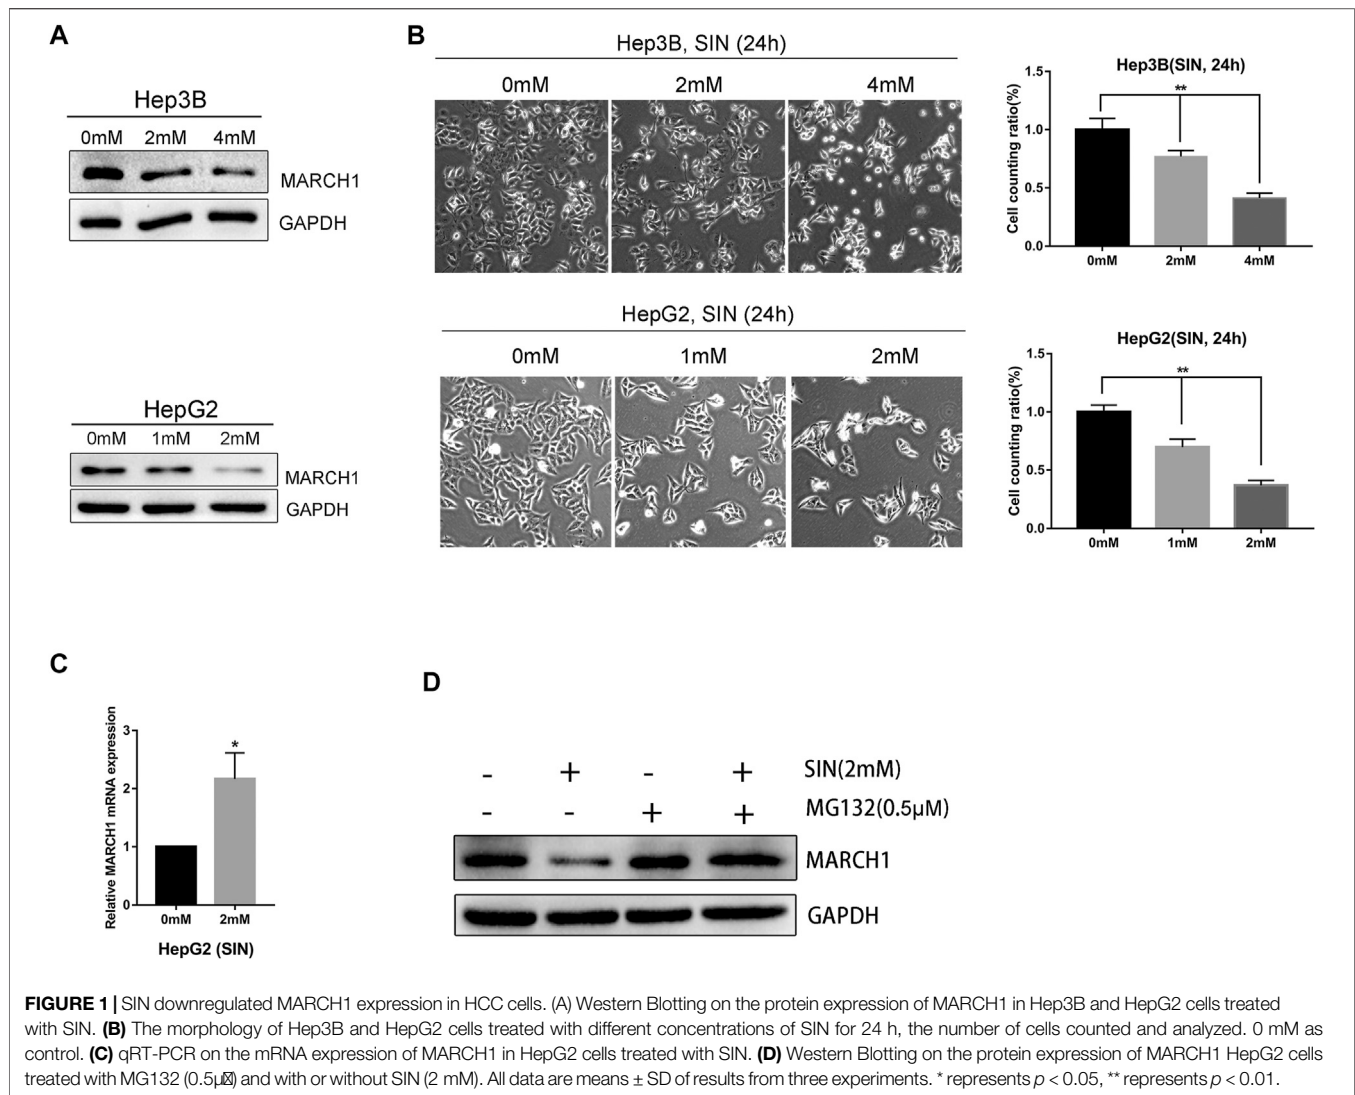 A
Hep3B
0mM 2mM 4mM
MARCH1
GAPDH
HepG2
0mM 1mM 2mM
MARCH1
GAPDH
B
Hep3B, SIN (24h)
0mM 2mM 4mM
Hep3B(SIN, 24h)
Cell counting ratio(%)
1.5
1.0
0.5
0.0
**
0mM 2mM 4mM
HepG2, SIN (24h)
0mM 1mM 2mM
HepG2(SIN, 24h)
Cell counting ratio(%)
1.5
1.0
0.5
0.0
**
0mM 1mM 2mM
C
Relative MARCH1 mRNA expression
3
2
1
0
*
0mM 2mM
HepG2 (SIN)
D
- + - + SIN(2mM)
- - + + MG132(0.5μM)
MARCH1
GAPDH
FIGURE 1 | SIN downregulated MARCH1 expression in HCC cells. (A) Western Blotting on the protein expression of MARCH1 in Hep3B and HepG2 cells treated
with SIN. (B) The morphology of Hep3B and HepG2 cells treated with different concentrations of SIN for 24 h, the number of cells counted and analyzed. 0 mM as
control. (C) qRT-PCR on the mRNA expression of MARCH1 in HepG2 cells treated with SIN. (D) Western Blotting on the protein expression of MARCH1 HepG2 cells
treated with MG132 (0.5μ) and with or without SIN (2 mM). All data are means ± SD of results from three experiments. * represents p < 0.05, ** represents p < 0.01.